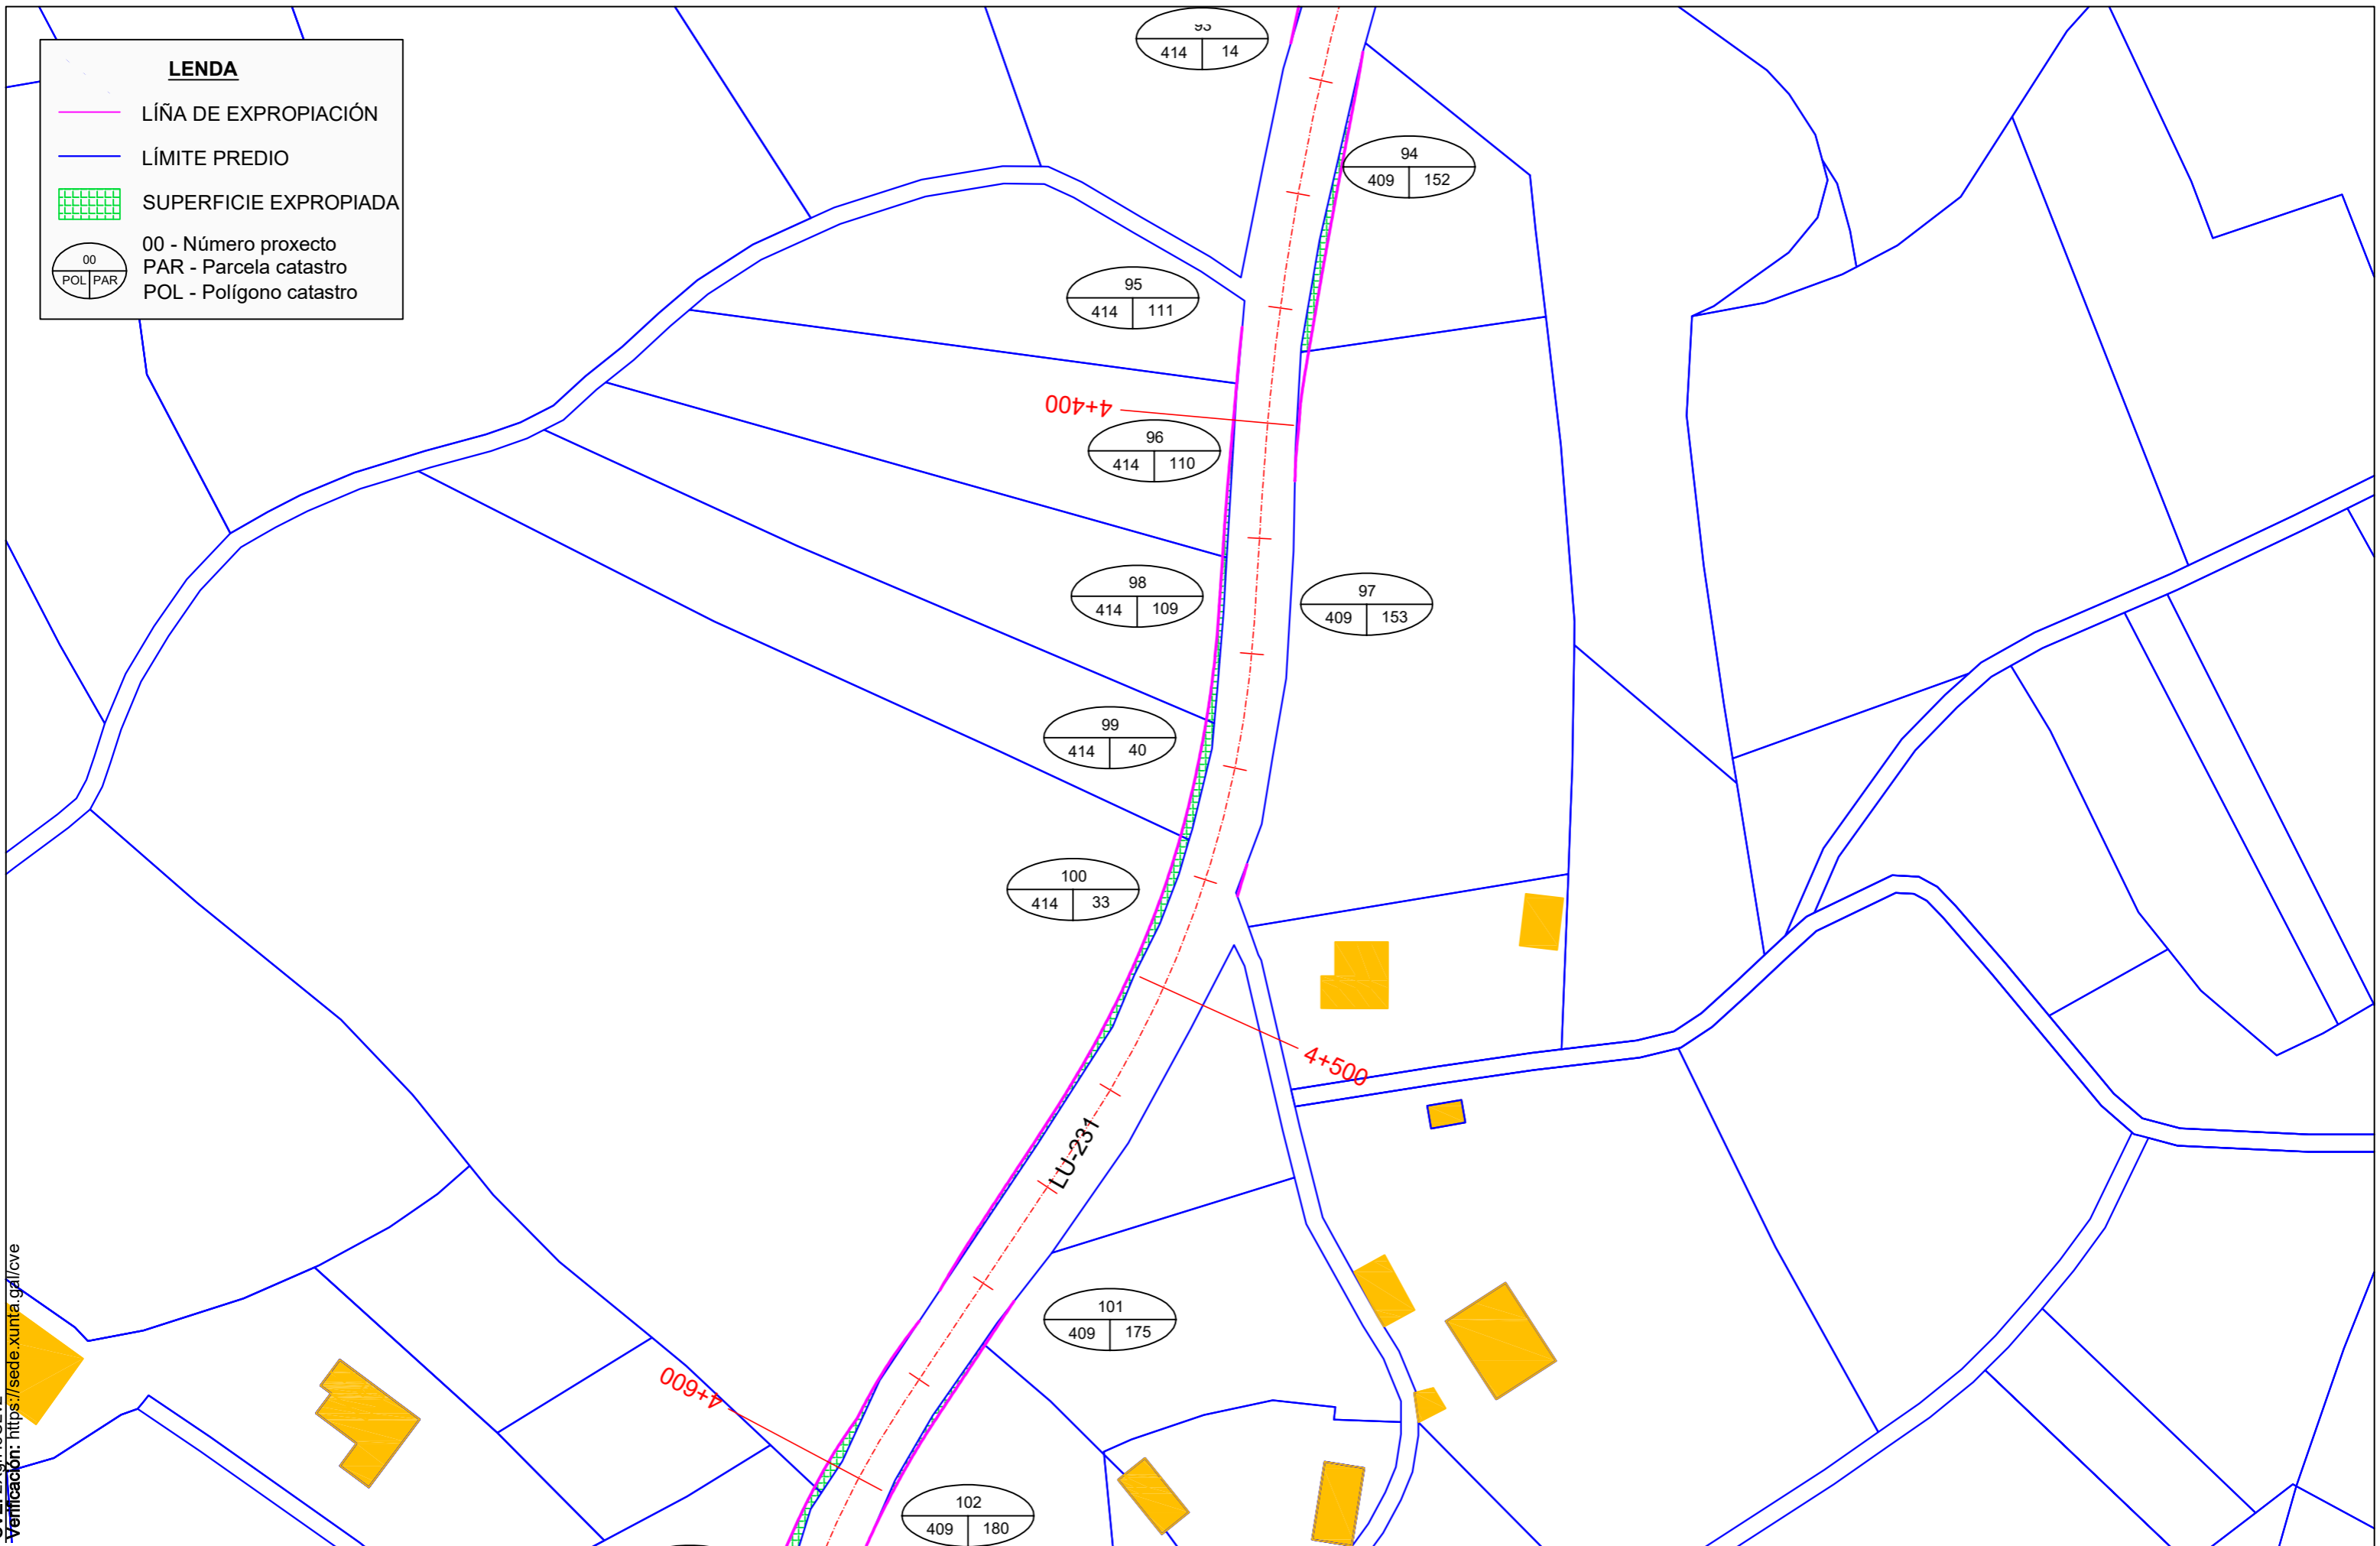 LENDA
LÍÑA DE EXPROPIACIÓN
LÍMITE PREDIO
SUPERFICIE EXPROPIADA
00
POL PAR
00 - Número proxecto
PAR - Parcela catastro
POL - Polígono catastro
93
414 14
94
409 152
95
414 111
4+400
96
414 110
98
414 109
97
409 153
99
414 40
100
414 33
4+500
LU-231
101
409 175
4+600
102
409 180
Verificación: https://sede.xunta.gal/cve